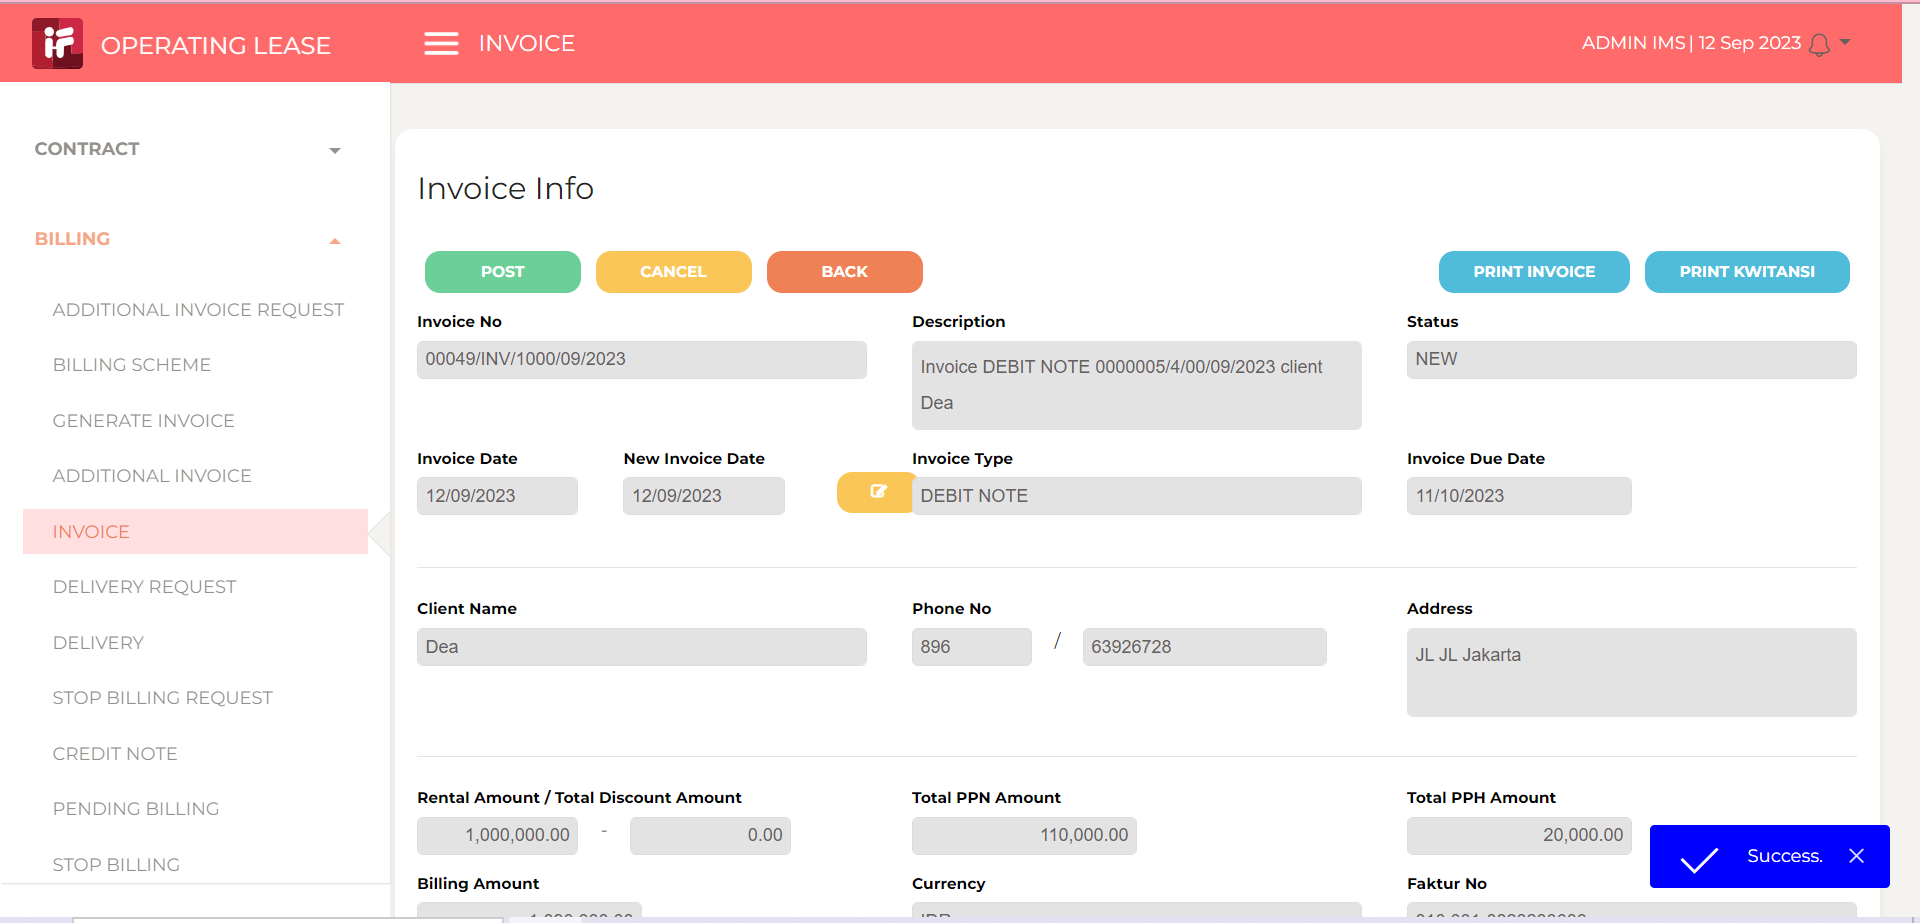 OPERATING LEASE
INVOICE
ADMIN IMS | 12 Sep 2023
CONTRACT
BILLING
ADDITIONAL INVOICE REQUEST
BILLING SCHEME
GENERATE INVOICE
ADDITIONAL INVOICE
INVOICE
DELIVERY REQUEST
DELIVERY
STOP BILLING REQUEST
CREDIT NOTE
PENDING BILLING
STOP BILLING
Invoice Info
POST CANCEL BACK PRINT INVOICE PRINT KWITANSI
Invoice No Description Status
00049/INV/1000/09/2023 Invoice DEBIT NOTE 0000005/4/00/09/2023 client NEW
Dea
Invoice Date New Invoice Date Invoice Type Invoice Due Date
12/09/2023 12/09/2023 DEBIT NOTE 11/10/2023
Client Name Phone No Address
Dea 896 / 63926728 JL JL Jakarta
Rental Amount / Total Discount Amount Total PPN Amount Total PPH Amount
1,000,000.00 - 0.00 110,000.00 20,000.00
Success.
Billing Amount Currency Faktur No
IDR